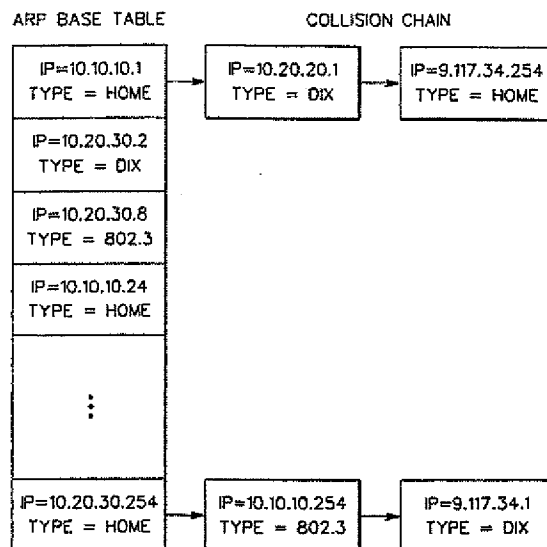 ARP BASE TABLE
COLLISION CHAIN
IP=10.10.10.1
TYPE = HOME
IP=10.20.20.1
TYPE = DIX
IP=9.117.34.254
TYPE = HOME
IP=10.20.30.2
TYPE = DIX
IP=10.20.30.8
TYPE = 802.3
IP=10.10.10.24
TYPE = HOME
IP=10.20.30.254
TYPE = HOME
IP=10.10.10.254
TYPE = 802.3
IP=9.117.34.1
TYPE = DIX